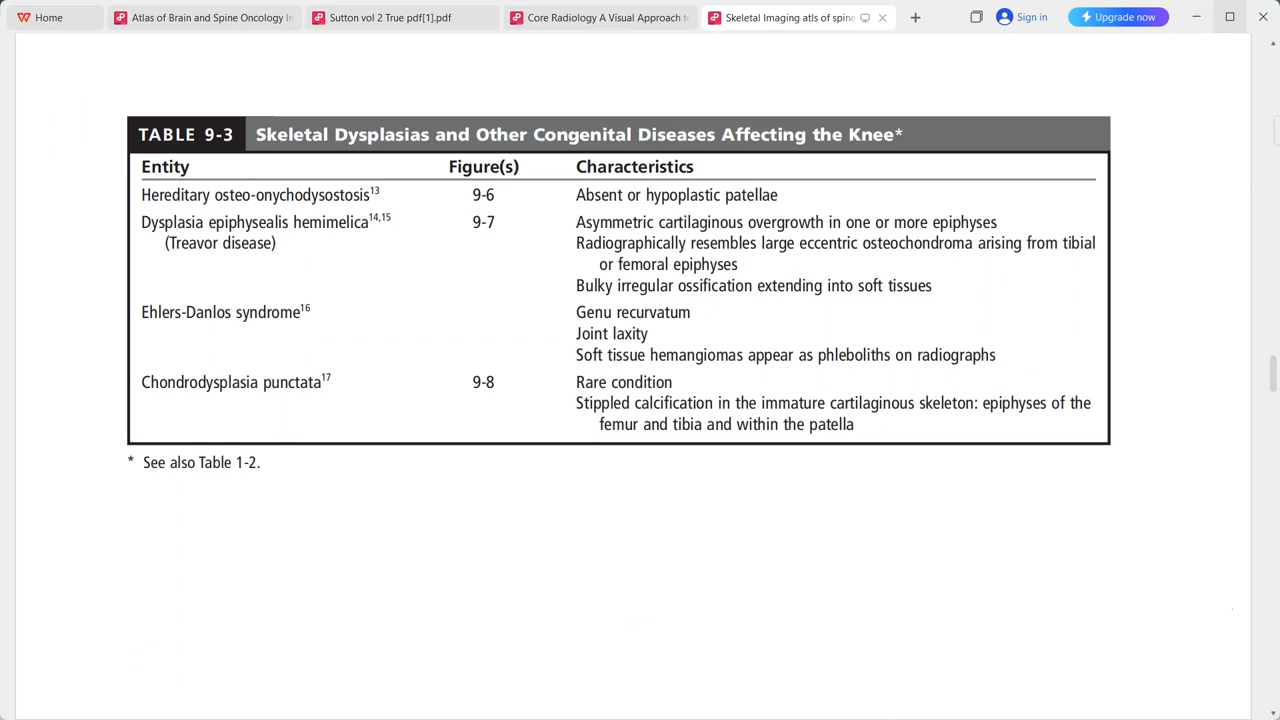 Home
Atlas of Brain and Spine Oncology I
Sutton vol 2 True pdf[1].pdf
Core Radiology A Visual Approach to
Skeletal Imaging atls of spine
Sign in
Upgrade now
TABLE 9-3 Skeletal Dysplasias and Other Congenital Diseases Affecting the Knee*
Entity Figure(s) Characteristics
Hereditary osteo-onychodysostosis13 9-6 Absent or hypoplastic patellae
Dysplasia epiphysealis hemimelica14,15 9-7 Asymmetric cartilaginous overgrowth in one or more epiphyses
(Treavor disease) Radiographically resembles large eccentric osteochondroma arising from tibial
or femoral epiphyses
Bulky irregular ossification extending into soft tissues
Ehlers-Danlos syndrome16 Genu recurvatum
Joint laxity
Soft tissue hemangiomas appear as phleboliths on radiographs
Chondrodysplasia punctata17 9-8 Rare condition
Stippled calcification in the immature cartilaginous skeleton: epiphyses of the
femur and tibia and within the patella
* See also Table 1-2.